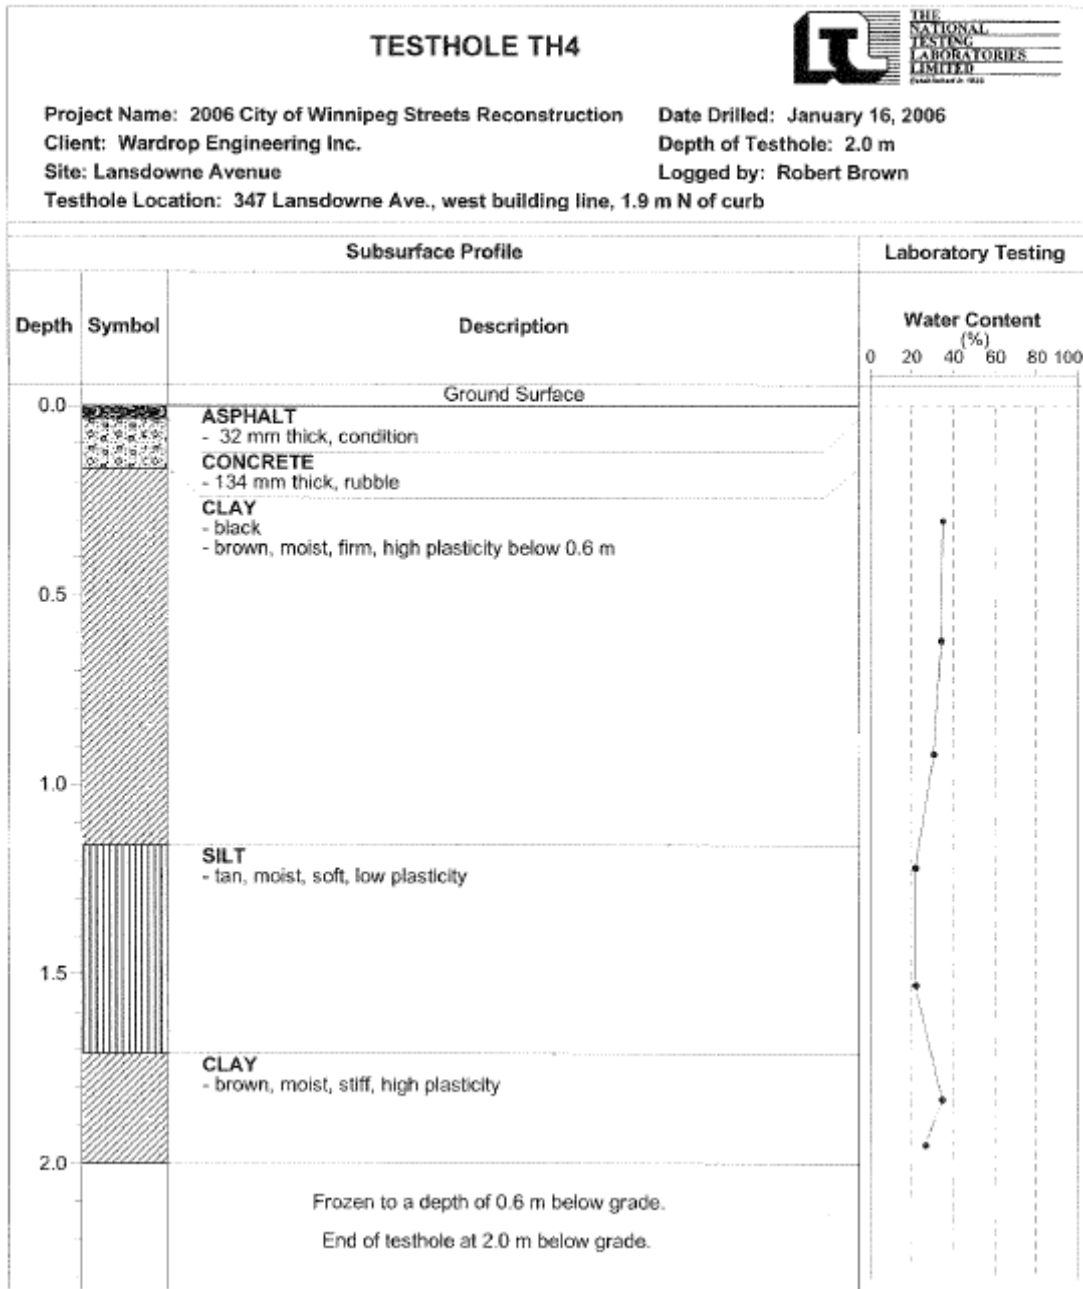 TESTHOLE TH4
THE
NATIONAL
TESTING
LABORATORIES
LIMITED
Established in 1923
Project Name: 2006 City of Winnipeg Streets Reconstruction
Date Drilled: January 16, 2006
Client: Wardrop Engineering Inc.
Depth of Testhole: 2.0 m
Site: Lansdowne Avenue
Logged by: Robert Brown
Testhole Location: 347 Lansdowne Ave., west building line, 1.9 m N of curb
Subsurface Profile
Laboratory Testing
Depth
Symbol
Description
Water Content
(%)
0 20 40 60 80 100
Ground Surface
0.0
ASPHALT
- 32 mm thick, condition
CONCRETE
- 134 mm thick, rubble
CLAY
- black
- brown, moist, firm, high plasticity below 0.6 m
0.5
1.0
SILT
- tan, moist, soft, low plasticity
1.5
CLAY
- brown, moist, stiff, high plasticity
2.0
Frozen to a depth of 0.6 m below grade.
End of testhole at 2.0 m below grade.